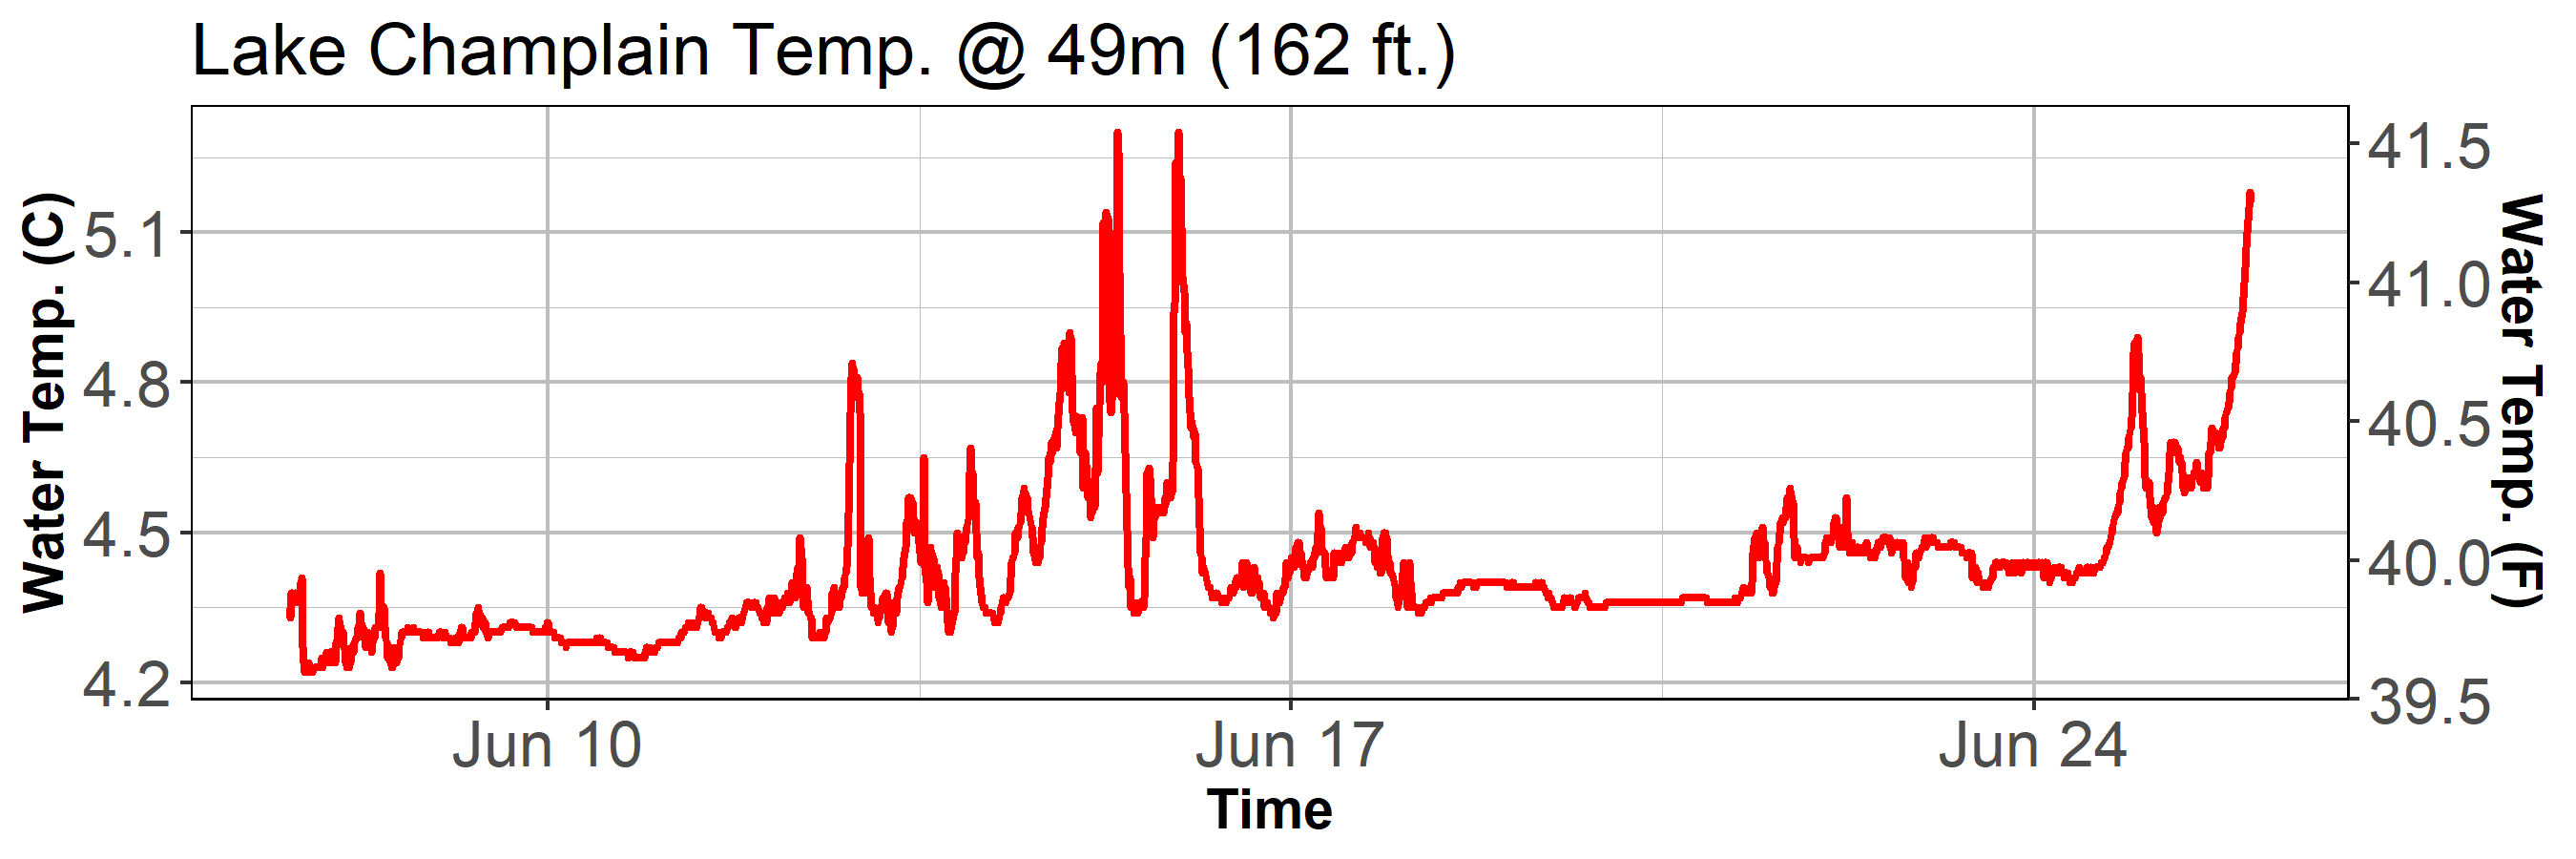 Lake Champlain Temp. @ 49m (162 ft.)
Water Temp. (C)
5.1
4.8
4.5
4.2
41.5
41.0
40.5
40.0
39.5
Water Temp. (F)
Jun 10
Jun 17
Jun 24
Time